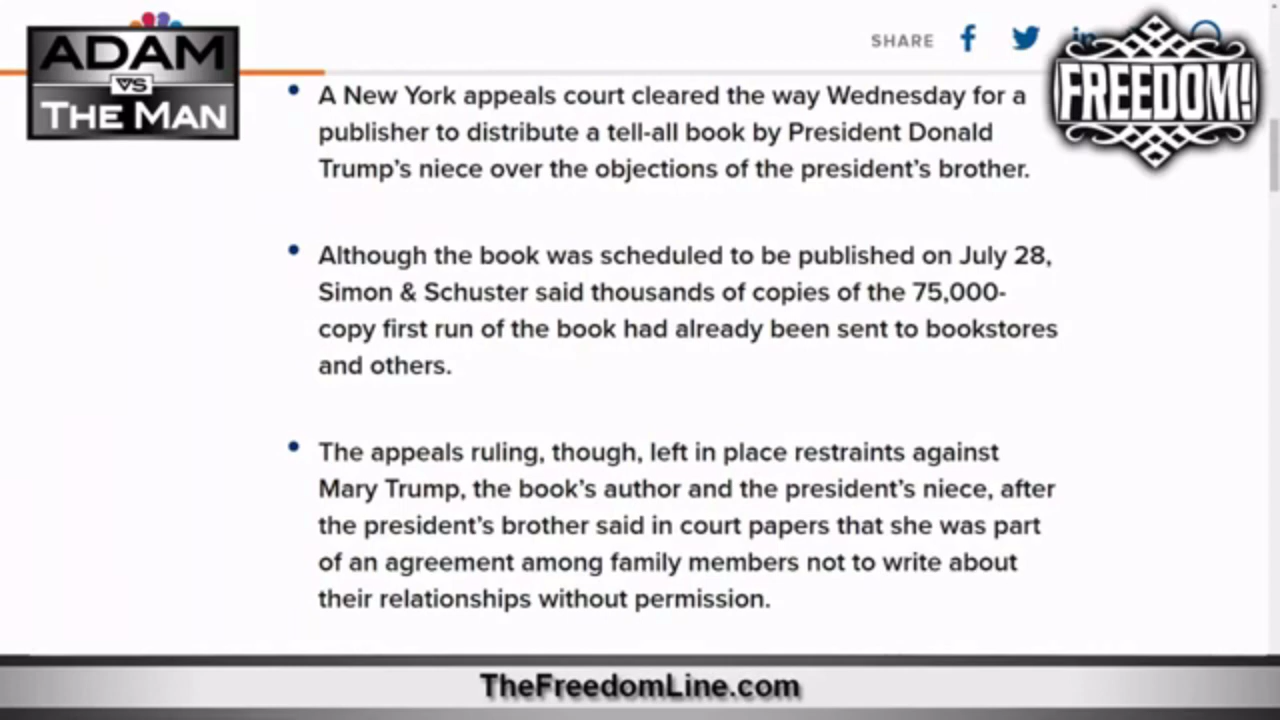 ADAM
VS
THE MAN
SHARE
FREEDOM!
A New York appeals court cleared the way Wednesday for a
publisher to distribute a tell-all book by President Donald
Trump's niece over the objections of the president's brother.
Although the book was scheduled to be published on July 28,
Simon & Schuster said thousands of copies of the 75,000-
copy first run of the book had already been sent to bookstores
and others.
The appeals ruling, though, left in place restraints against
Mary Trump, the book's author and the president's niece, after
the president's brother said in court papers that she was part
of an agreement among family members not to write about
their relationships without permission.
TheFreedomLine.com